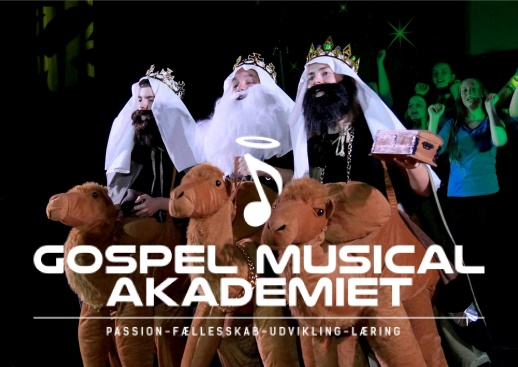 GOSPEL MUSICAL
AKADEMIET
PASSION-FÆLLESSKAB-UDVIKLING-LÆRING